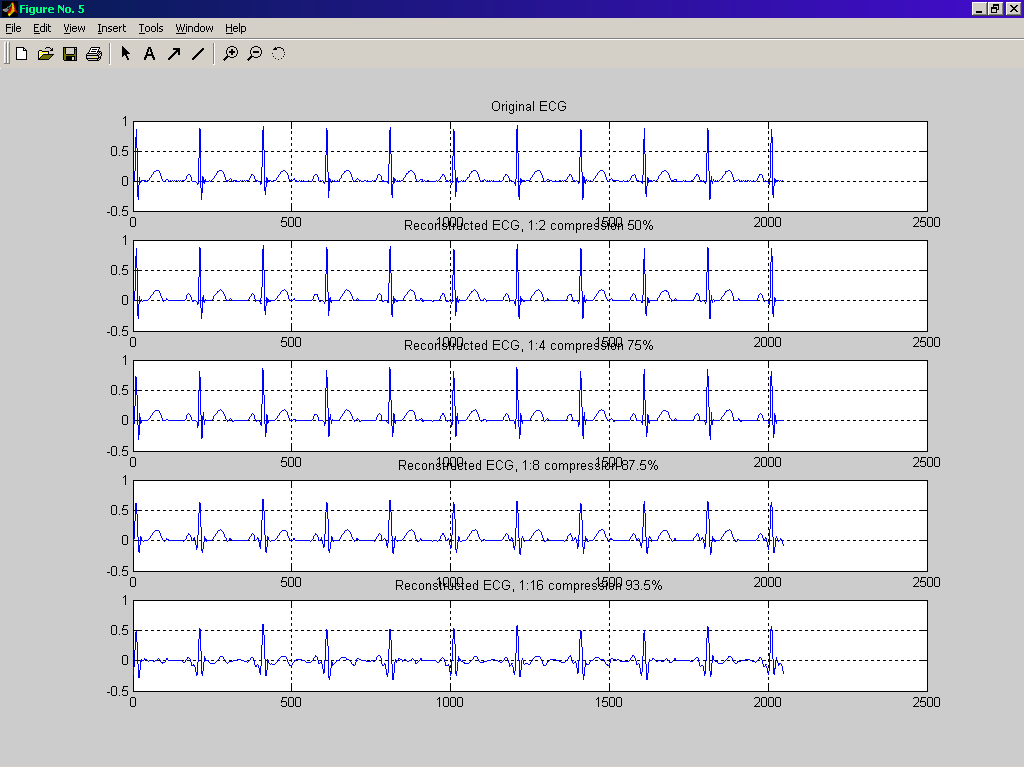 Figure No. 5
File Edit View Insert Tools Window Help
A
Original ECG
1
0.5
0
-0.5
0 500 1000 1500 2000 2500
Reconstructed ECG, 1:2 compression 50%
1
0.5
0
-0.5
0 500 1000 1500 2000 2500
Reconstructed ECG, 1:4 compression 75%
1
0.5
0
-0.5
0 500 1000 1500 2000 2500
Reconstructed ECG, 1:8 compression 87.5%
1
0.5
0
-0.5
0 500 1000 1500 2000 2500
Reconstructed ECG, 1:16 compression 93.5%
1
0.5
0
-0.5
0 500 1000 1500 2000 2500